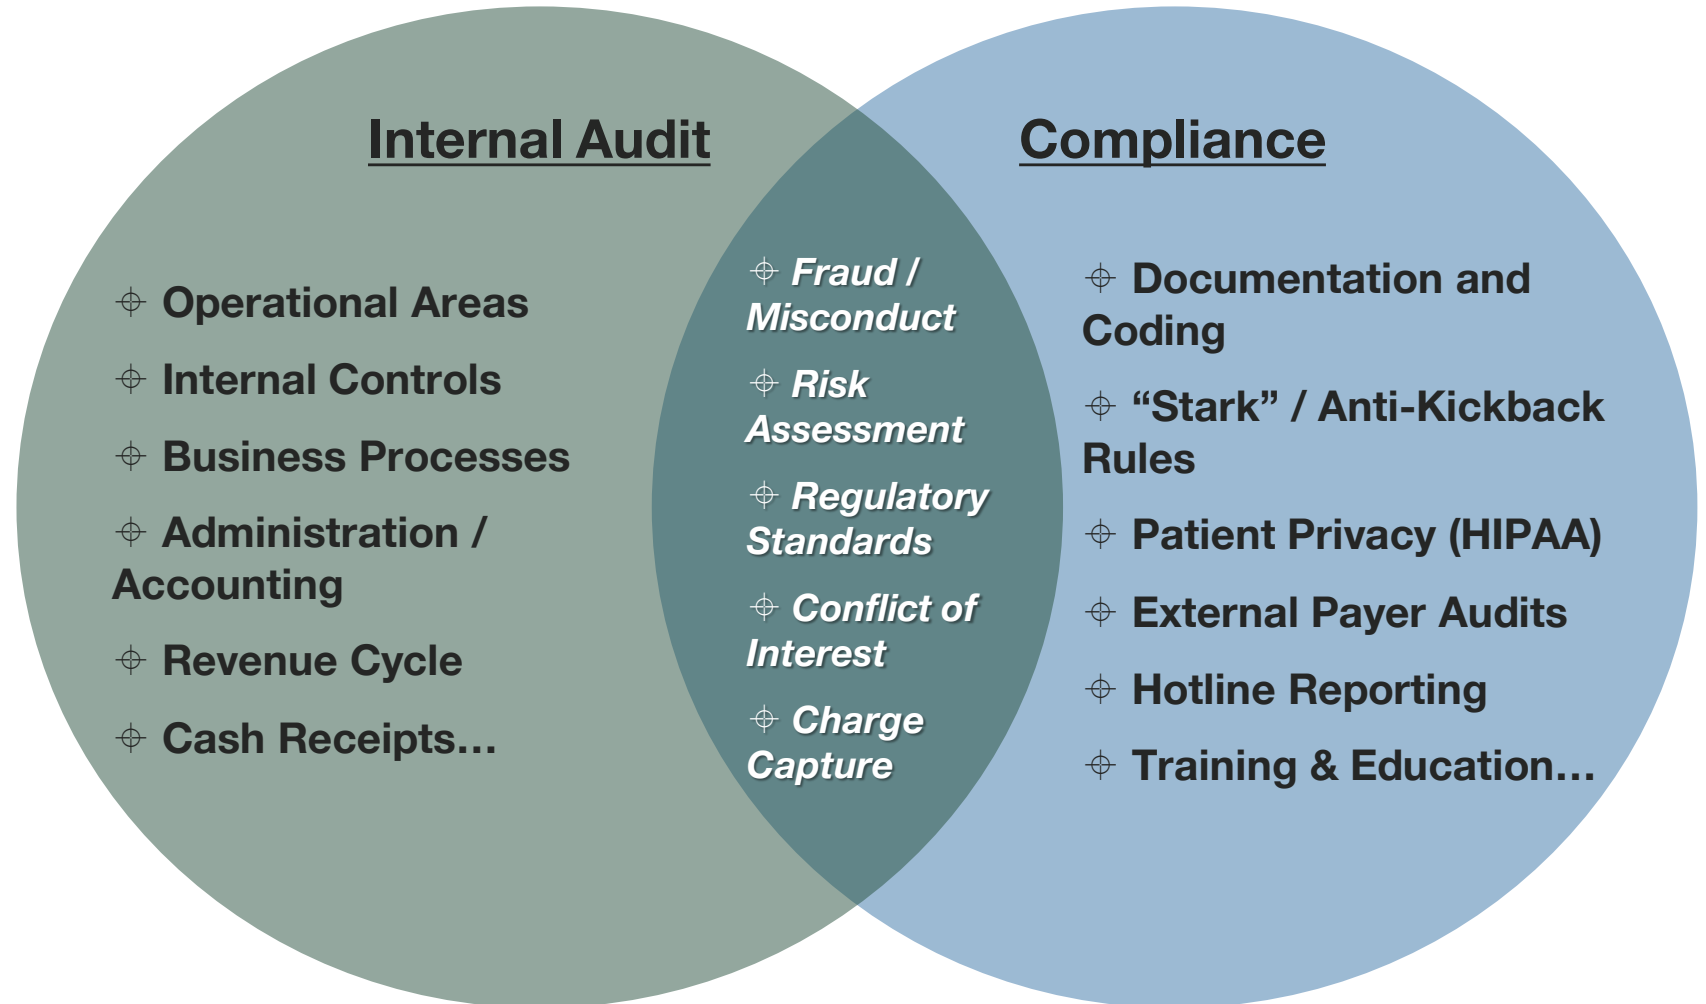 Internal Audit
⌖ Operational Areas
⌖ Internal Controls
⌖ Business Processes
⌖ Administration /
Accounting
⌖ Revenue Cycle
⌖ Cash Receipts…
⌖ Fraud /
Misconduct
⌖ Risk
Assessment
⌖ Regulatory
Standards
⌖ Conflict of
Interest
⌖ Charge
Capture
Compliance
⌖ Documentation and
Coding
⌖ “Stark” / Anti-Kickback
Rules
⌖ Patient Privacy (HIPAA)
⌖ External Payer Audits
⌖ Hotline Reporting
⌖ Training & Education…